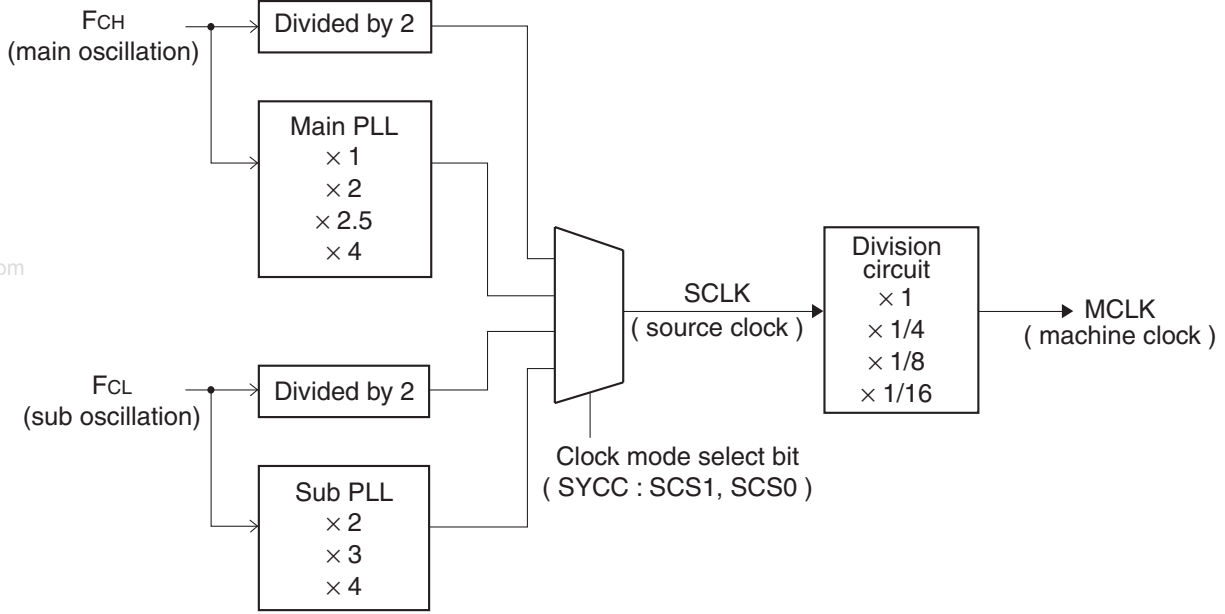 FCH
(main oscillation)
Divided by 2
Main PLL
× 1
× 2
× 2.5
× 4
om
FCL
(sub oscillation)
Divided by 2
Sub PLL
× 2
× 3
× 4
Clock mode select bit
( SYCC : SCS1, SCS0 )
SCLK
( source clock )
Division
circuit
× 1
× 1/4
× 1/8
× 1/16
MCLK
( machine clock )